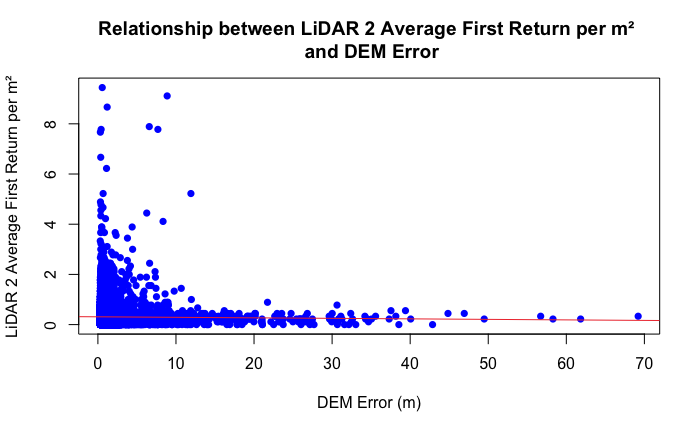 Relationship between LiDAR 2 Average First Return per m²
and DEM Error
LiDAR 2 Average First Return per m²
8
6
4
2
0
0 10 20 30 40 50 60 70
DEM Error (m)